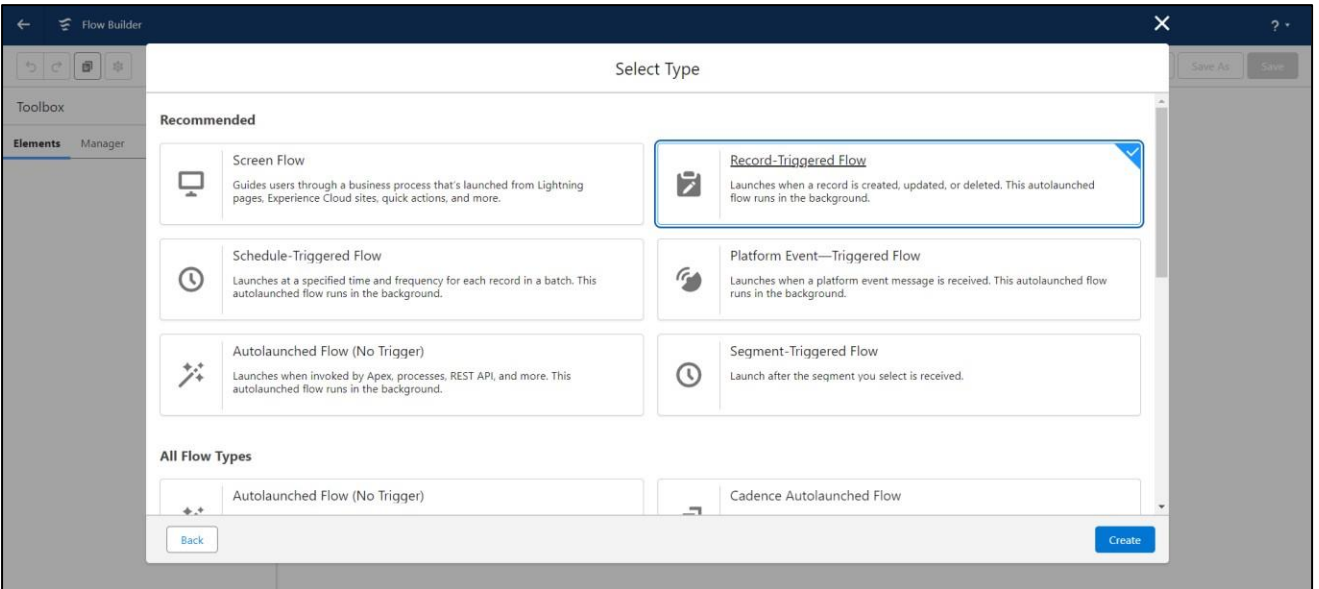 Flow Builder
?
Select Type
Save As
Save
Toolbox
Elements Manager
Recommended
Screen Flow
Guides users through a business process that's launched from Lightning
pages, Experience Cloud sites, quick actions, and more.
Record-Triggered Flow
Launches when a record is created, updated, or deleted. This autolaunched
flow runs in the background.
Schedule-Triggered Flow
Launches at a specified time and frequency for each record in a batch. This
autolaunched flow runs in the background.
Platform Event—Triggered Flow
Launches when a platform event message is received. This autolaunched flow
runs in the background.
Autolaunched Flow (No Trigger)
Launches when invoked by Apex, processes, REST API, and more. This
autolaunched flow runs in the background.
Segment-Triggered Flow
Launch after the segment you select is received.
All Flow Types
Autolaunched Flow (No Trigger)
Cadence Autolaunched Flow
Back
Create